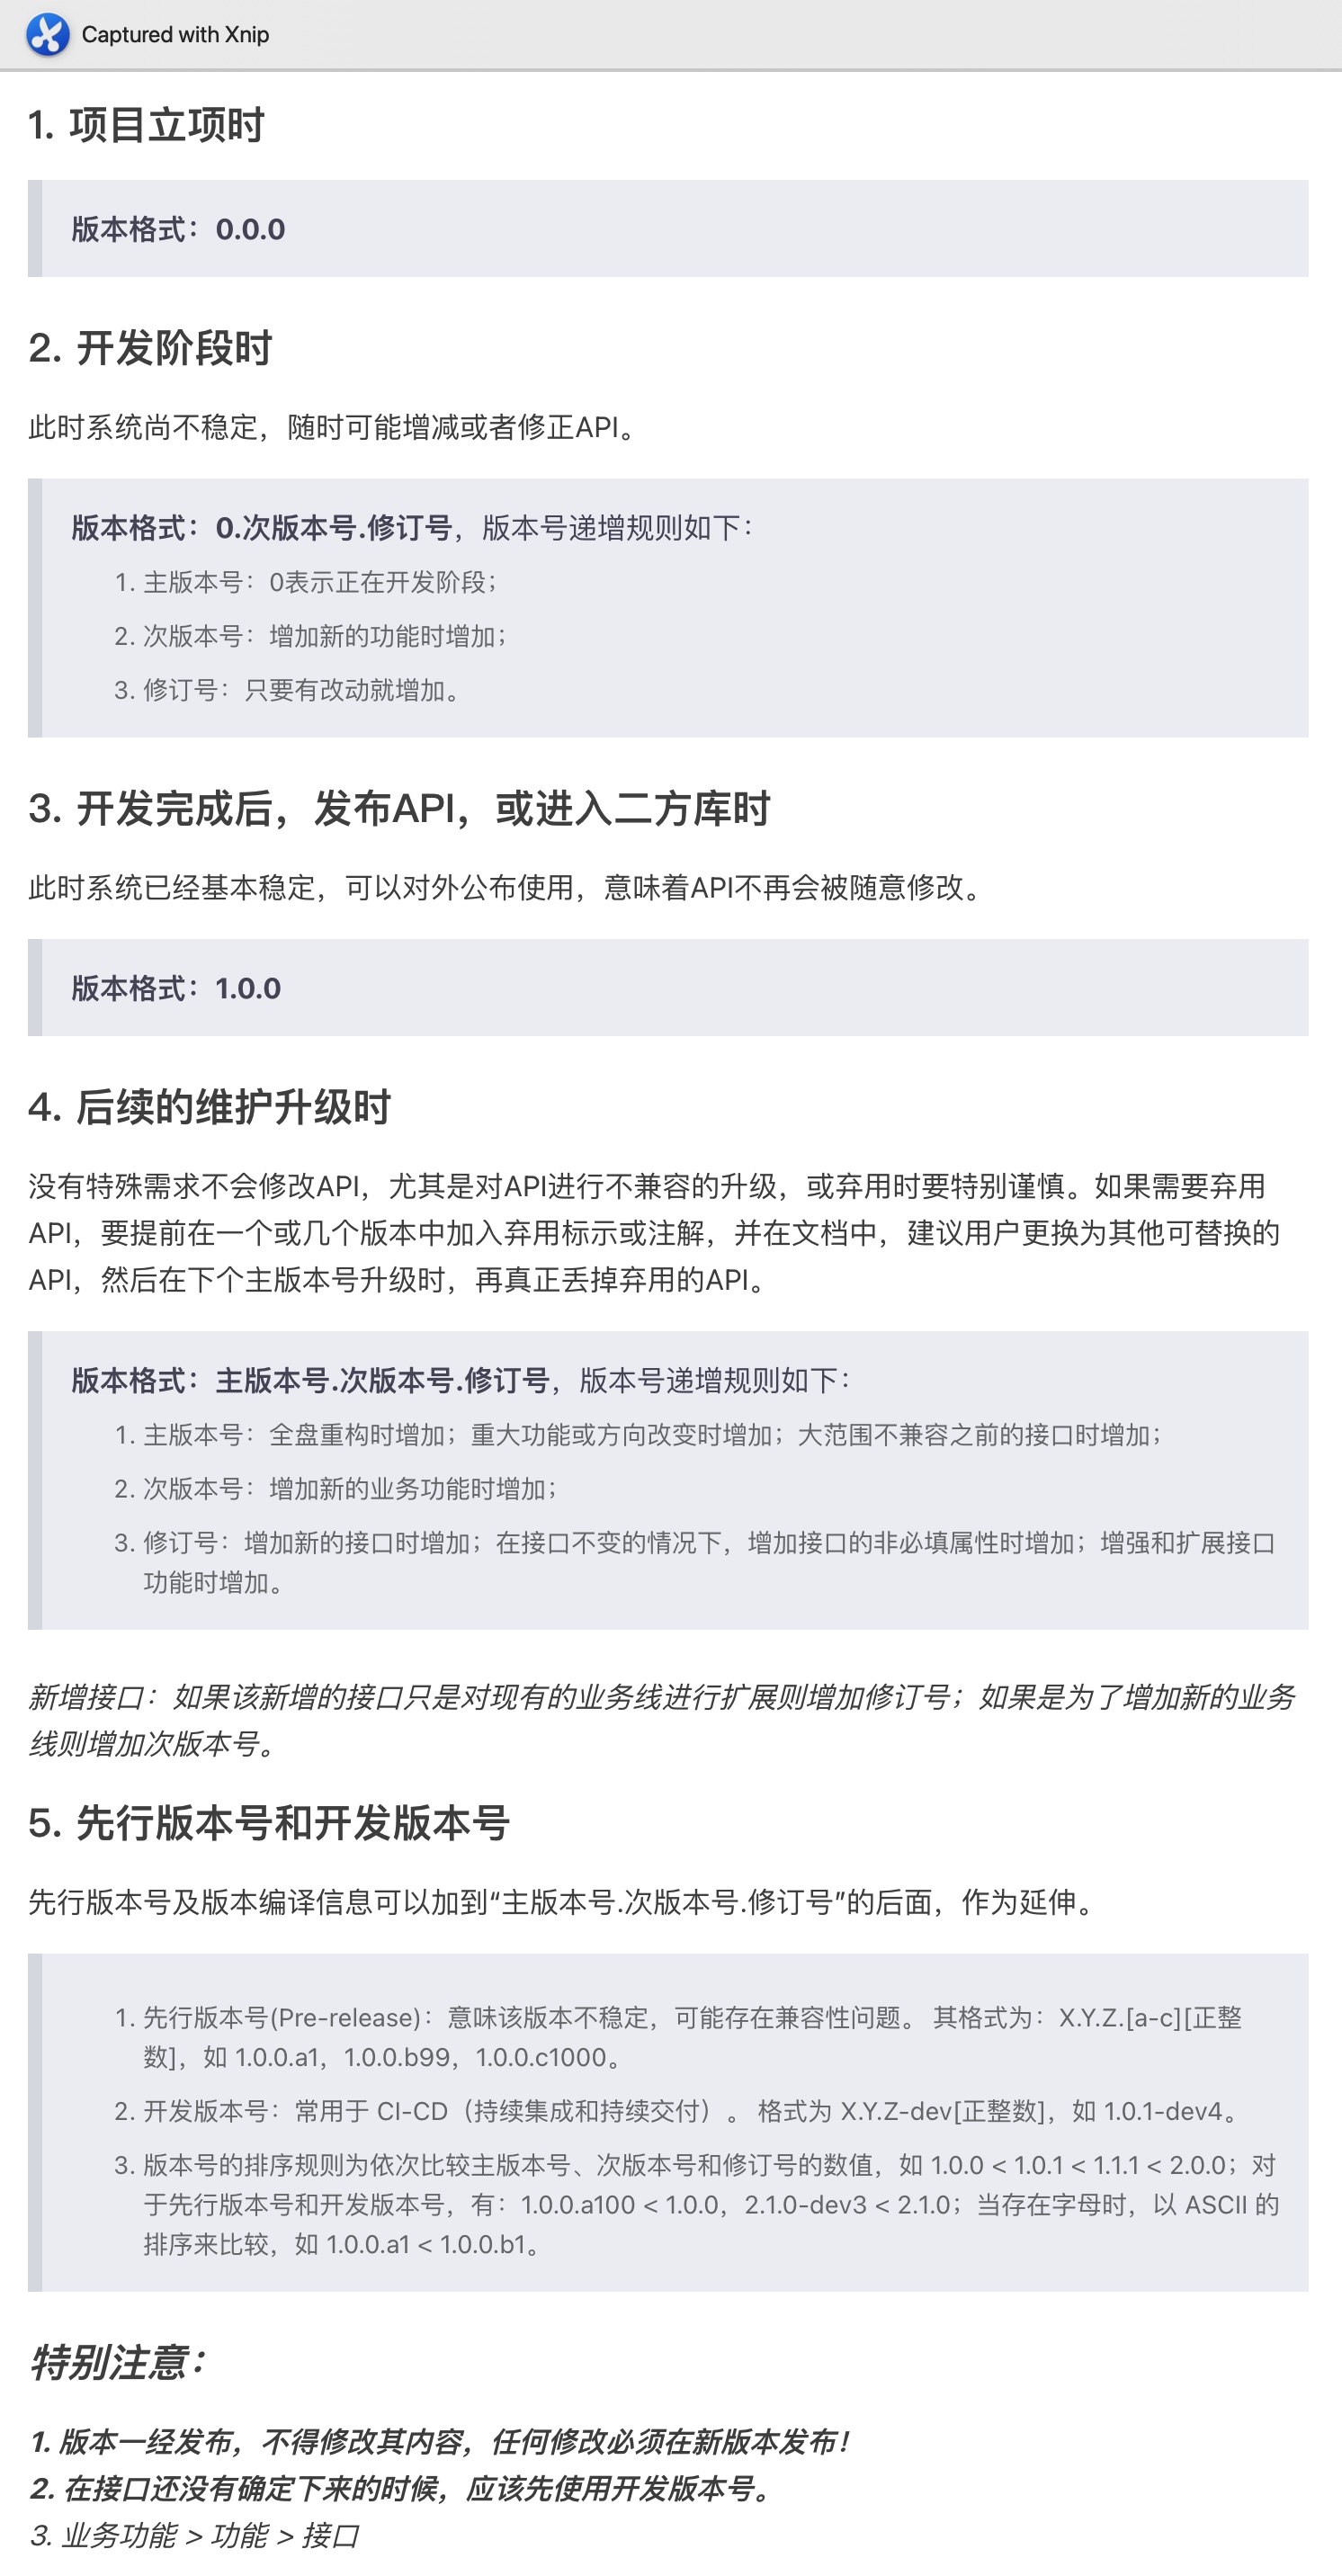 Captured with Xnip
1. 项目立项时
版本格式：0.0.0
2. 开发阶段时
此时系统尚不稳定，随时可能增减或者修正API。
版本格式：0.次版本号.修订号，版本号递增规则如下：
1. 主版本号：0表示正在开发阶段；
2. 次版本号：增加新的功能时增加；
3. 修订号：只要有改动就增加。
3. 开发完成后，发布API，或进入二方库时
此时系统已经基本稳定，可以对外公布使用，意味着API不再会被随意修改。
版本格式：1.0.0
4. 后续的维护升级时
没有特殊需求不会修改API，尤其是对API进行不兼容的升级，或弃用时要特别谨慎。如果需要弃用
API，要提前在一个或几个版本中加入弃用标示或注解，并在文档中，建议用户更换为其他可替换的
API，然后在下个主版本号升级时，再真正丢掉弃用的API。
版本格式：主版本号.次版本号.修订号，版本号递增规则如下：
1. 主版本号：全盘重构时增加；重大功能或方向改变时增加；大范围不兼容之前的接口时增加；
2. 次版本号：增加新的业务功能时增加；
3. 修订号：增加新的接口时增加；在接口不变的情况下，增加接口的非必填属性时增加；增强和扩展接口
功能时增加。
新增接口：如果该新增的接口只是对现有的业务线进行扩展则增加修订号；如果是为了增加新的业务
线则增加次版本号。
5. 先行版本号和开发版本号
先行版本号及版本编译信息可以加到“主版本号.次版本号.修订号”的后面，作为延伸。
1. 先行版本号(Pre-release)：意味该版本不稳定，可能存在兼容性问题。 其格式为：X.Y.Z.[a-c][正整
数]，如 1.0.0.a1，1.0.0.b99，1.0.0.c1000。
2. 开发版本号：常用于 CI-CD（持续集成和持续交付）。 格式为 X.Y.Z-dev[正整数]，如 1.0.1-dev4。
3. 版本号的排序规则为依次比较主版本号、次版本号和修订号的数值，如 1.0.0 < 1.0.1 < 1.1.1 < 2.0.0；对
于先行版本号和开发版本号，有：1.0.0.a100 < 1.0.0，2.1.0-dev3 < 2.1.0；当存在字母时，以 ASCII 的
排序来比较，如 1.0.0.a1 < 1.0.0.b1。
特别注意：
1. 版本一经发布，不得修改其内容，任何修改必须在新版本发布！
2. 在接口还没有确定下来的时候，应该先使用开发版本号。
3. 业务功能 > 功能 > 接口